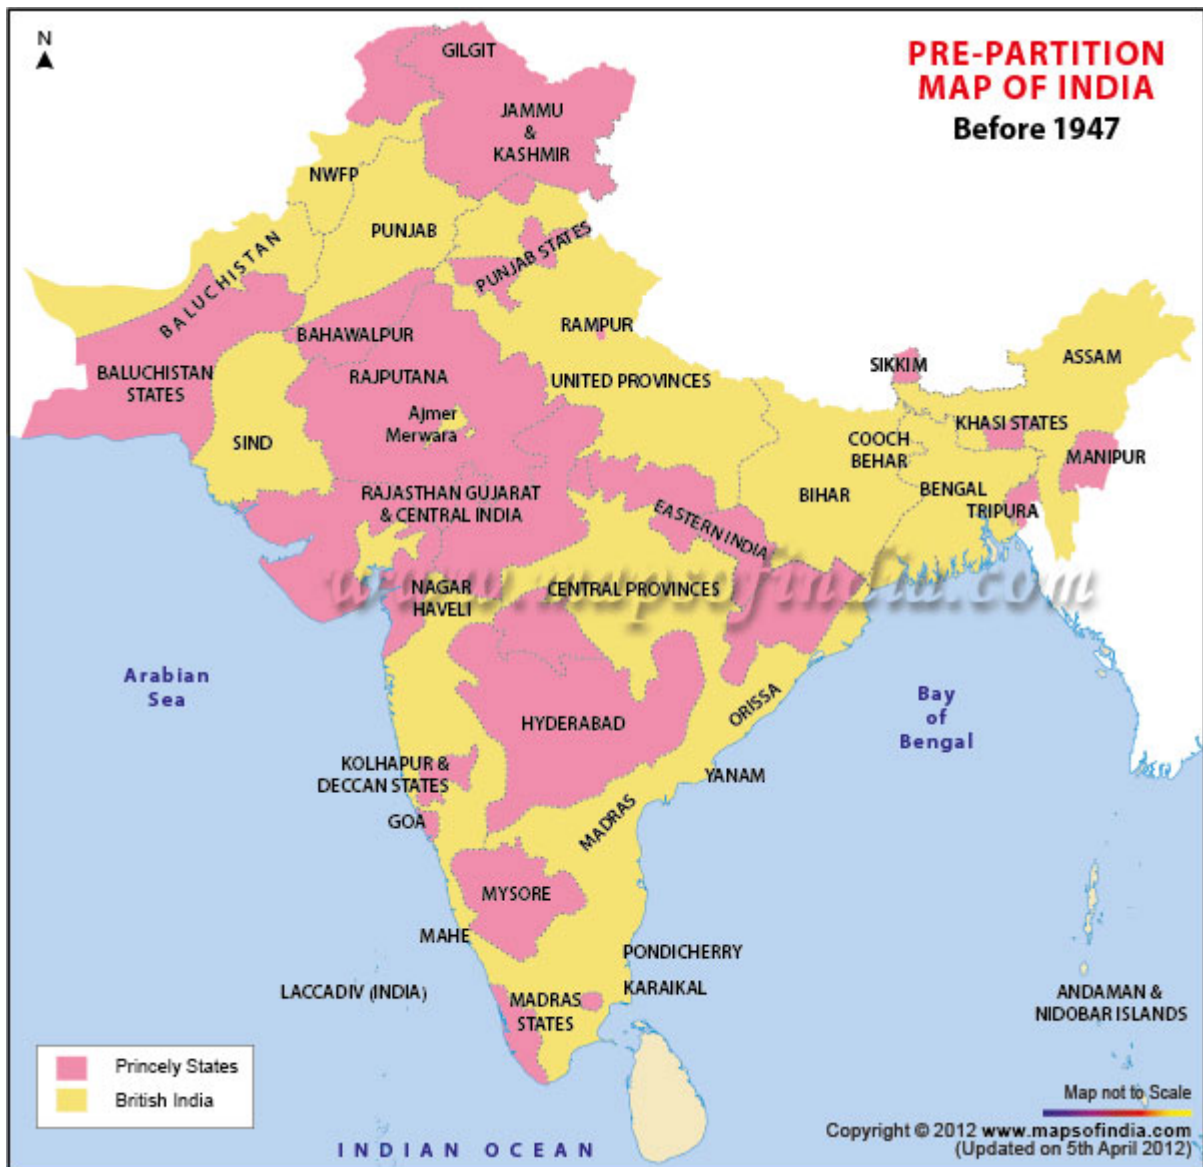 N
PRE-PARTITION
MAP OF INDIA
Before 1947
GILGIT
JAMMU
&
KASHMIR
NWFP
PUNJAB
PUNJAB STATES
BALUCHISTAN
BAHAWALPUR
RAMPUR
BALUCHISTAN
STATES
RAJPUTANA
UNITED PROVINCES
SIKKIM
ASSAM
Ajmer
Merwara
SIND
COOCH
BEHAR
KHASI STATES
MANIPUR
RAJASTHAN GUJARAT
& CENTRAL INDIA
BIHAR
BENGAL
TRIPURA
EASTERN INDIA
www.mapsofindia.com
NAGAR
HAVELI
CENTRAL PROVINCES
Arabian
Sea
ORISSA
Bay
of
Bengal
HYDERABAD
KOLHAPUR &
DECCAN STATES
YANAM
GOA
MADRAS
MYSORE
MAHE
PONDICHERRY
LACCADIV (INDIA)
KARAIKAL
MADRAS
STATES
ANDAMAN &
NIDOBAR ISLANDS
Princely States
British India
Map not to Scale
Copyright © 2012 www.mapsofindia.com
(Updated on 5th April 2012)
INDIAN OCEAN